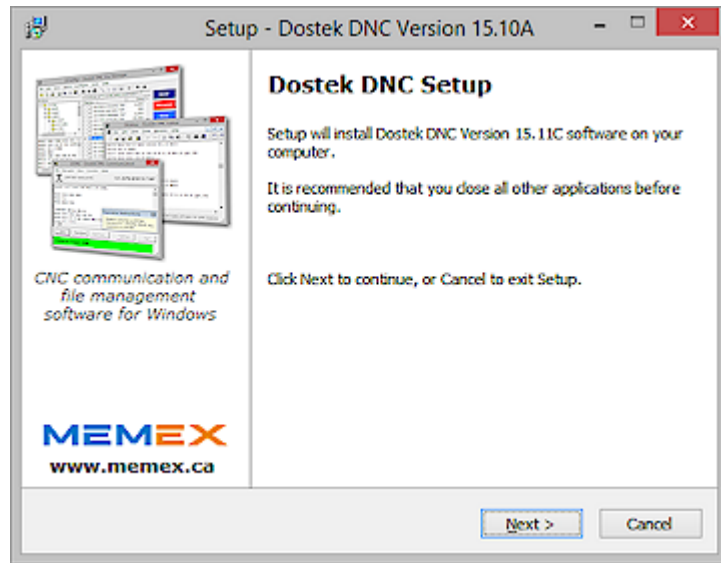 Setup - Dostek DNC Version 15.10A
Dostek DNC Setup
Setup will install Dostek DNC Version 15.11C software on your
computer.
It is recommended that you close all other applications before
continuing.
Click Next to continue, or Cancel to exit Setup.
CNC communication and
file management
software for Windows
MEMEX
www.memex.ca
Next >
Cancel